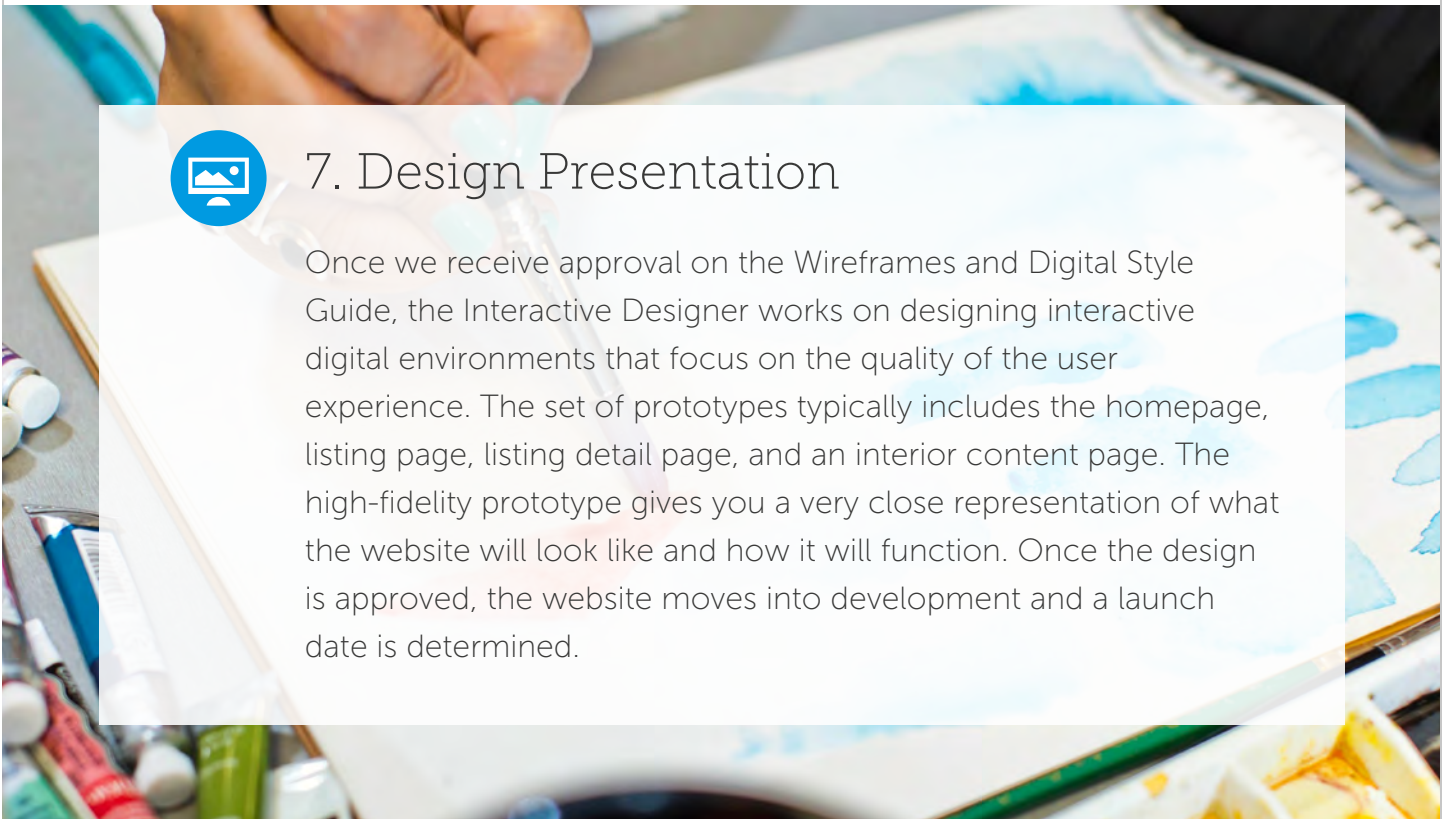 7. Design Presentation
Once we receive approval on the Wireframes and Digital Style
Guide, the Interactive Designer works on designing interactive
digital environments that focus on the quality of the user
experience. The set of prototypes typically includes the homepage,
listing page, listing detail page, and an interior content page. The
high-fidelity prototype gives you a very close representation of what
the website will look like and how it will function. Once the design
is approved, the website moves into development and a launch
date is determined.